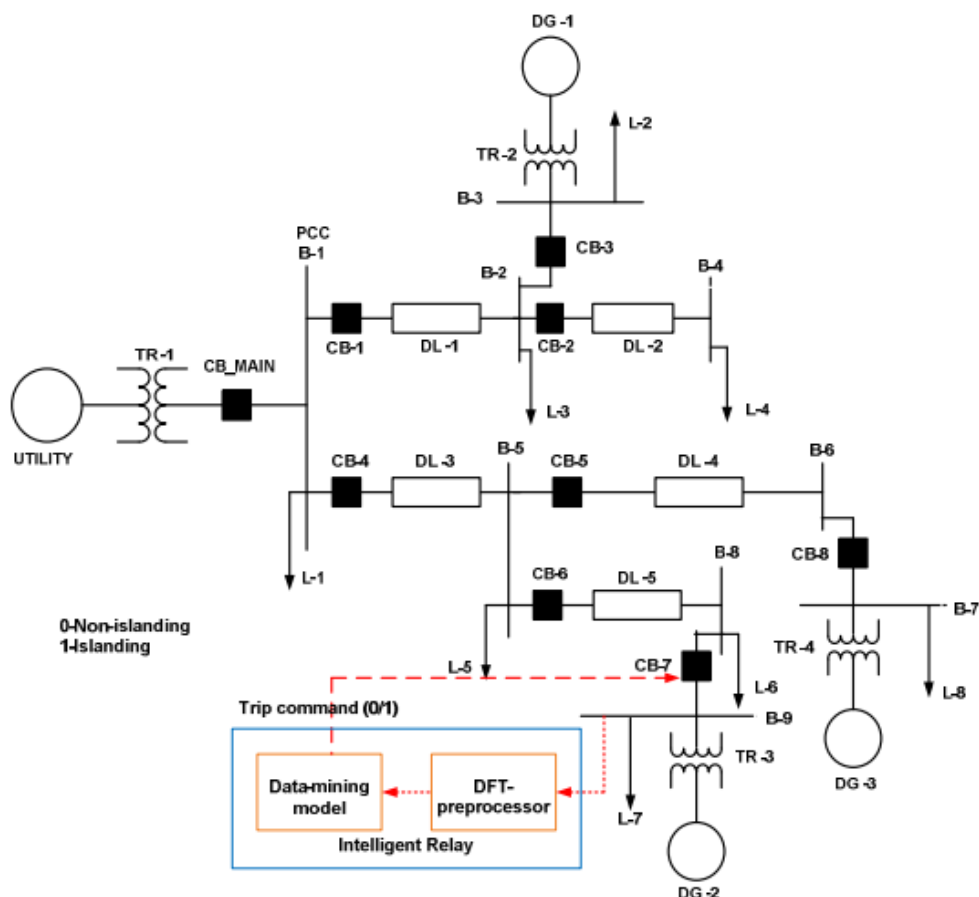 DG-1
L-2
TR-2
B-3
PCC
B-1
CB-3
B-2
B-4
CB-1
DL-1
CB-2
DL-2
TR-1
CB_MAIN
L-3
L-4
UTILITY
B-5
B-6
CB-4
DL-3
CB-5
DL-4
L-1
CB-6
DL-5
B-8
CB-8
0-Non-islanding
1-Islanding
B-7
L-5
CB-7
L-6
TR-4
L-8
Trip command (0/1)
B-9
TR-3
Data-mining
model
DFT-
preprocessor
L-7
DG-3
Intelligent Relay
DG-2